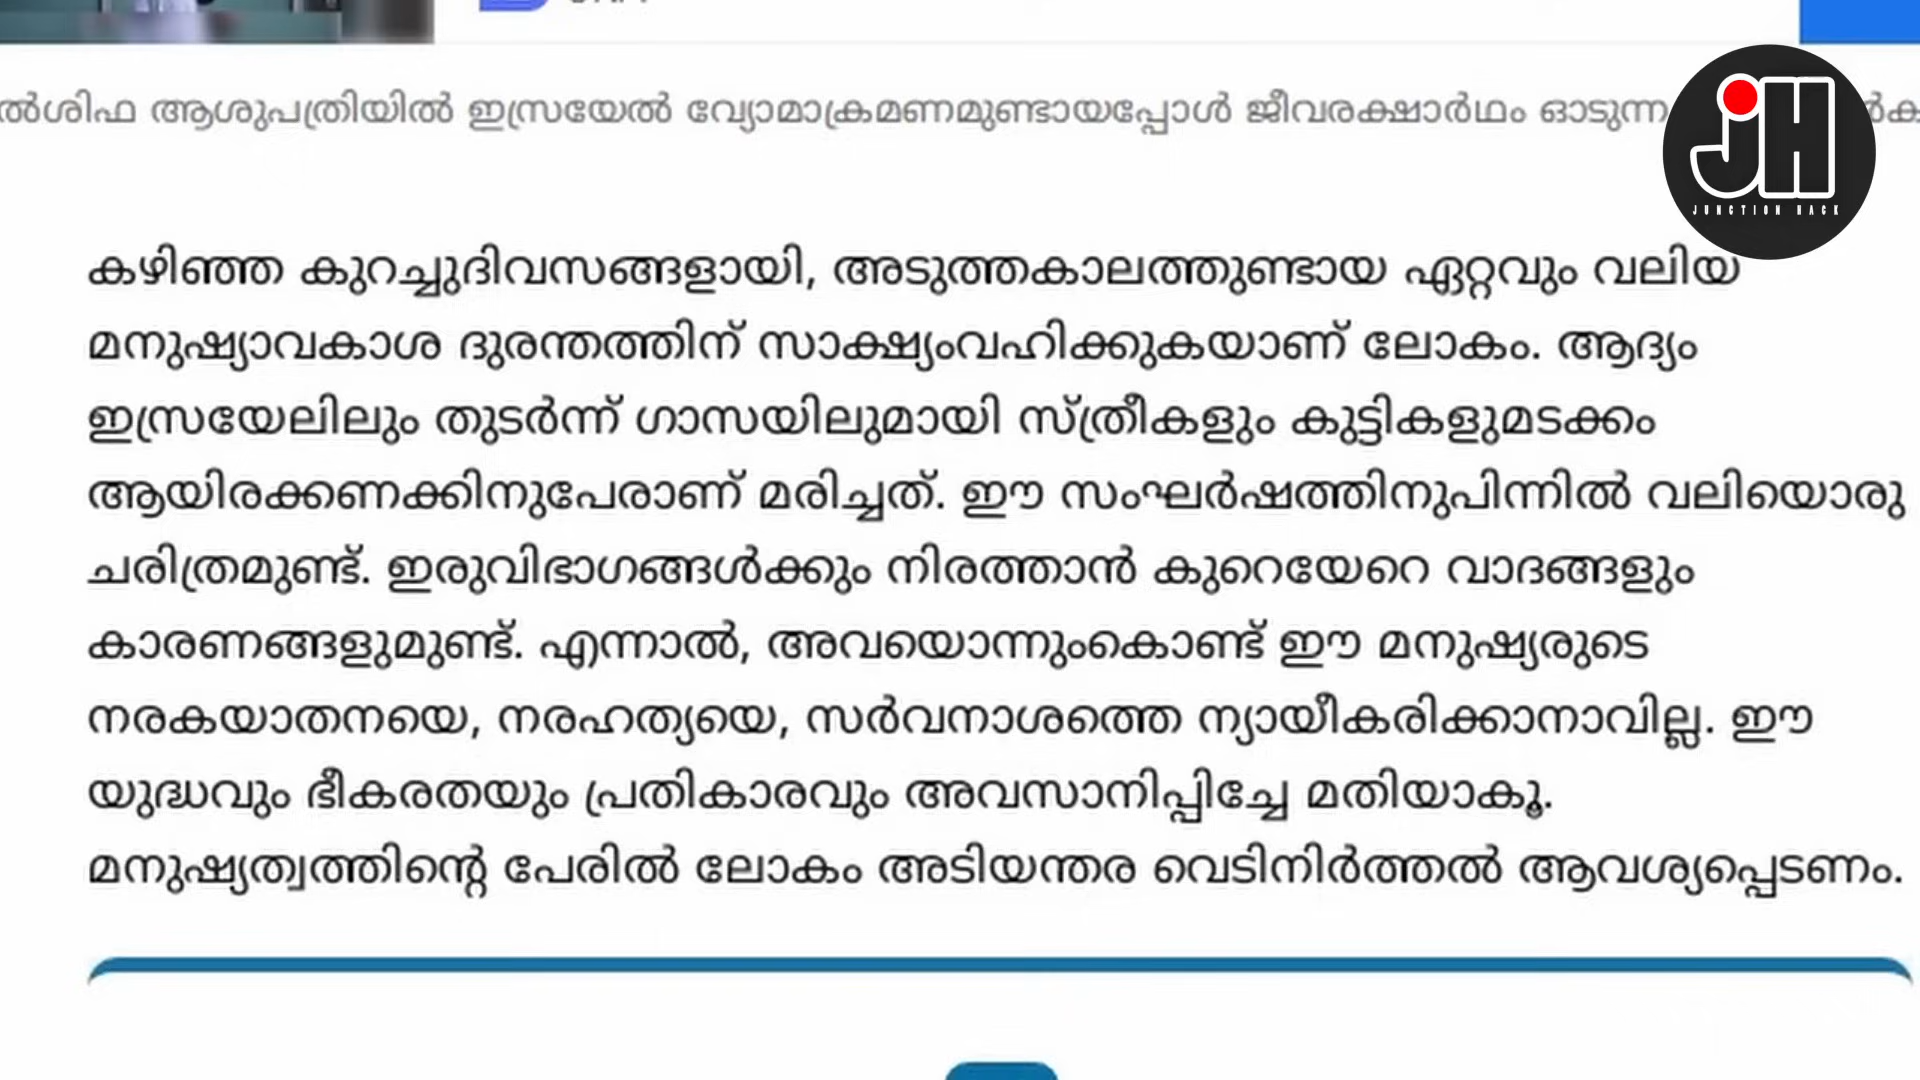 ആശുപത്രിയിൽ ഇസ്രയേൽ വ്യോമാക്രമണമുണ്ടായപ്പോൾ ജീവരക്ഷാർഥം ഓടുന്ന
JH
JUNCTION HACK
കഴിഞ്ഞ കുറച്ചുദിവസങ്ങളായി, അടുത്തകാലത്തുണ്ടായ ഏറ്റവും വലിയ
മനുഷ്യാവകാശ ദുരന്തത്തിന് സാക്ഷ്യംവഹിക്കുകയാണ് ലോകം. ആദ്യം
ഇസ്രയേലിലും തുടർന്ന് ഗാസയിലുമായി സ്ത്രീകളും കുട്ടികളുമടക്കം
ആയിരക്കണക്കിനുപേരാണ് മരിച്ചത്. ഈ സംഘർഷത്തിനുപിന്നിൽ വലിയൊരു
ചരിത്രമുണ്ട്. ഇരുവിഭാഗങ്ങൾക്കും നിരത്താൻ കുറെയേറെ വാദങ്ങളും
കാരണങ്ങളുമുണ്ട്. എന്നാൽ, അവയൊന്നുംകൊണ്ട് ഈ മനുഷ്യരുടെ
നരകയാതനയെ, നരഹത്യയെ, സർവനാശത്തെ ന്യായീകരിക്കാനാവില്ല. ഈ
യുദ്ധവും ഭീകരതയും പ്രതികാരവും അവസാനിപ്പിച്ചേ മതിയാകൂ.
മനുഷ്യത്വത്തിന്റെ പേരിൽ ലോകം അടിയന്തര വെടിനിർത്തൽ ആവശ്യപ്പെടണം.